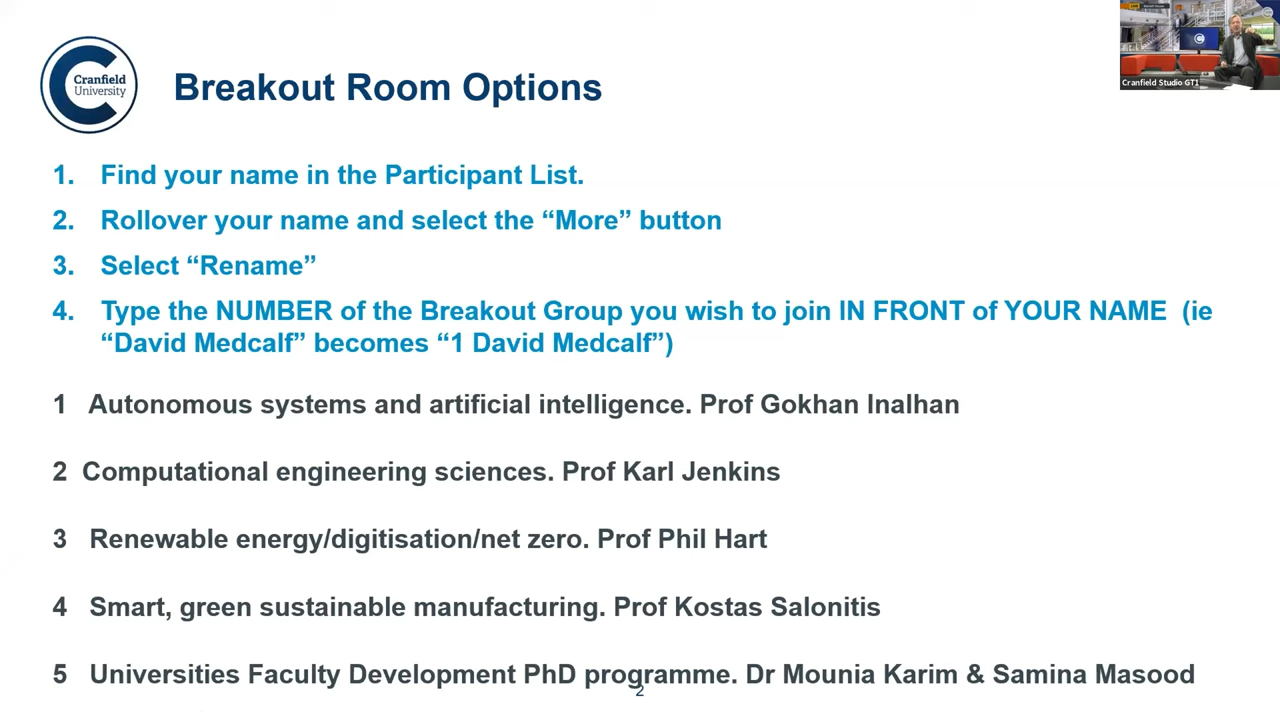 Cranfield
University
Breakout Room Options
Cranfield Studio GT1
1. Find your name in the Participant List.
2. Rollover your name and select the “More” button
3. Select “Rename”
4. Type the NUMBER of the Breakout Group you wish to join IN FRONT of YOUR NAME (ie
“David Medcalf” becomes “1 David Medcalf”)
1 Autonomous systems and artificial intelligence. Prof Gokhan Inalhan
2 Computational engineering sciences. Prof Karl Jenkins
3 Renewable energy/digitisation/net zero. Prof Phil Hart
4 Smart, green sustainable manufacturing. Prof Kostas Salonitis
5 Universities Faculty Development PhD programme. Dr Mounia Karim & Samina Masood
2